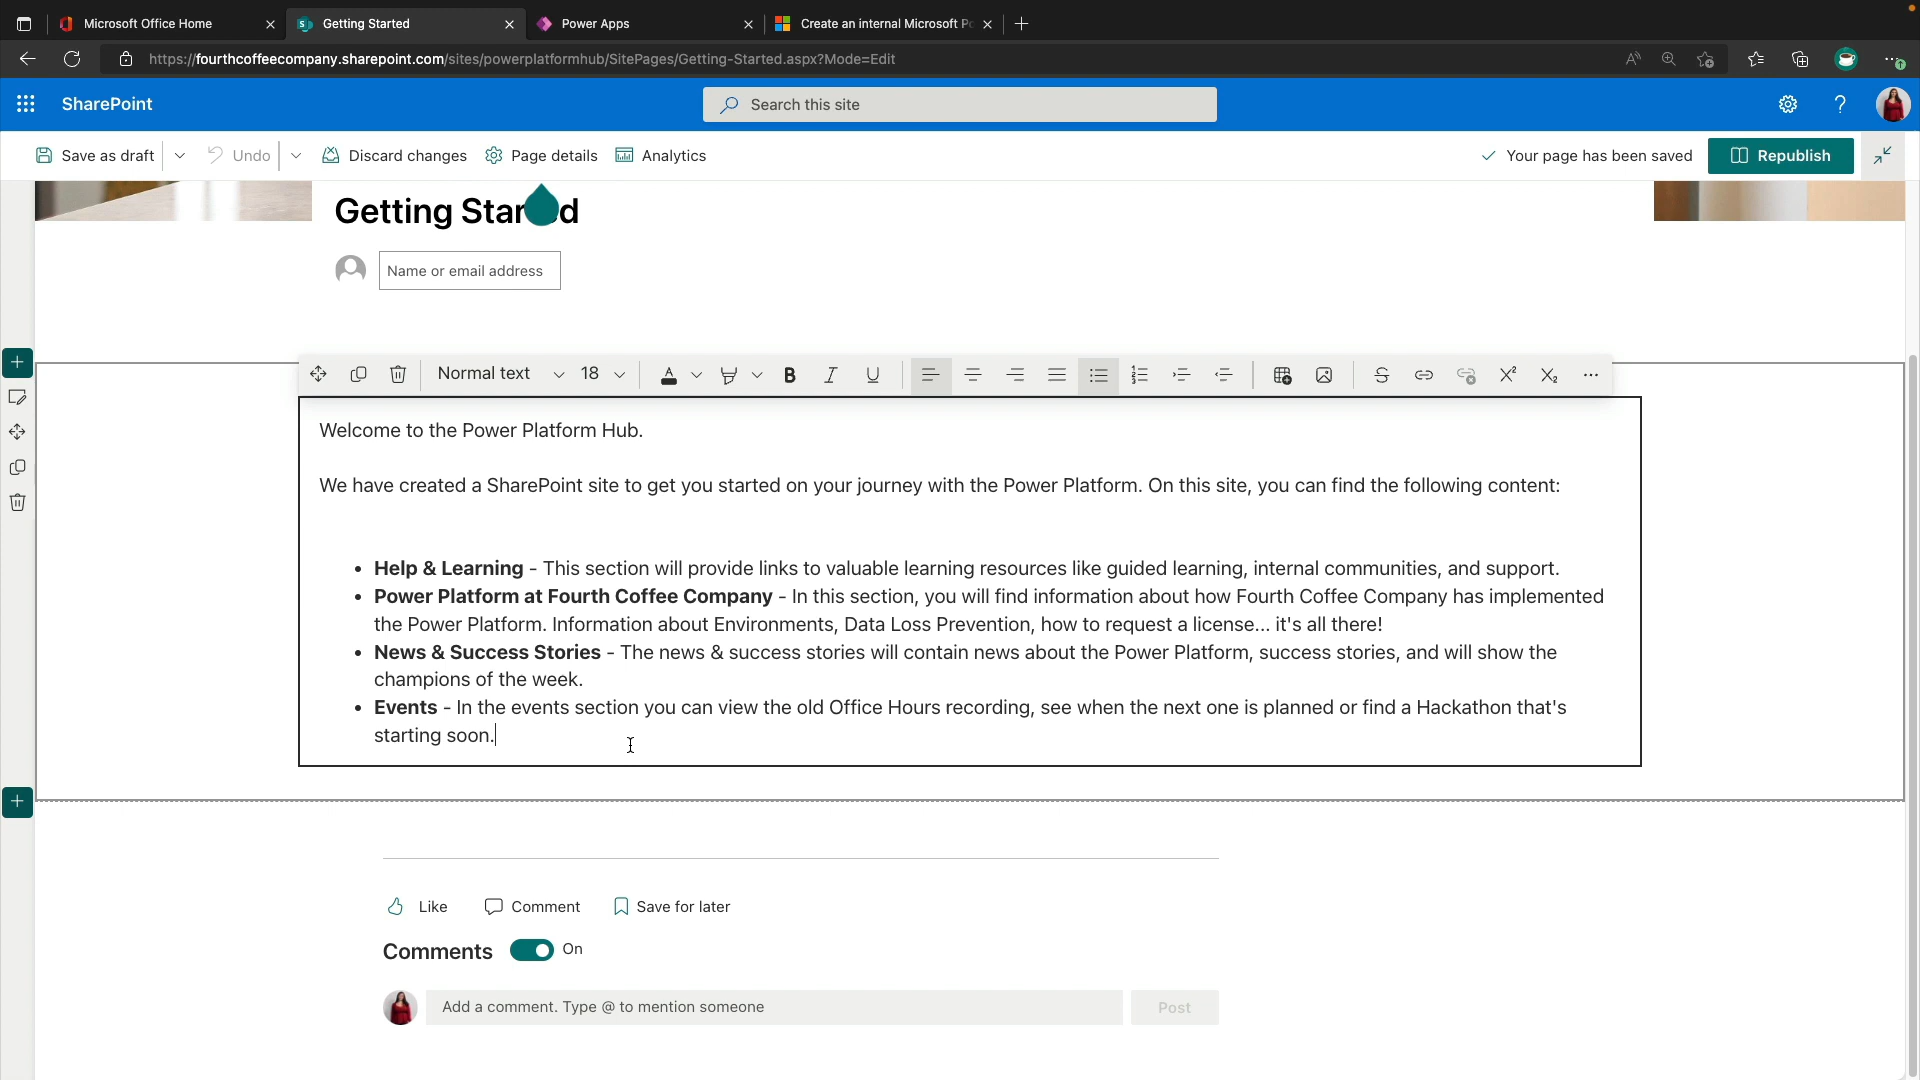 Microsoft Office Home
Getting Started
Power Apps
Create an internal Microsoft Po
https://fourthcoffeecompany.sharepoint.com/sites/powerplatformhub/SitePages/Getting-Started.aspx?Mode=Edit
SharePoint
Search this site
Save as draft
Undo
Discard changes
Page details
Analytics
Your page has been saved
Republish
Getting Star d
Name or email address
Normal text
18
Welcome to the Power Platform Hub.
We have created a SharePoint site to get you started on your journey with the Power Platform. On this site, you can find the following content:
• Help & Learning - This section will provide links to valuable learning resources like guided learning, internal communities, and support.
• Power Platform at Fourth Coffee Company - In this section, you will find information about how Fourth Coffee Company has implemented
the Power Platform. Information about Environments, Data Loss Prevention, how to request a license... it's all there!
• News & Success Stories - The news & success stories will contain news about the Power Platform, success stories, and will show the
champions of the week.
• Events - In the events section you can view the old Office Hours recording, see when the next one is planned or find a Hackathon that's
starting soon.
Like
Comment
Save for later
Comments
On
Add a comment. Type @ to mention someone
Post